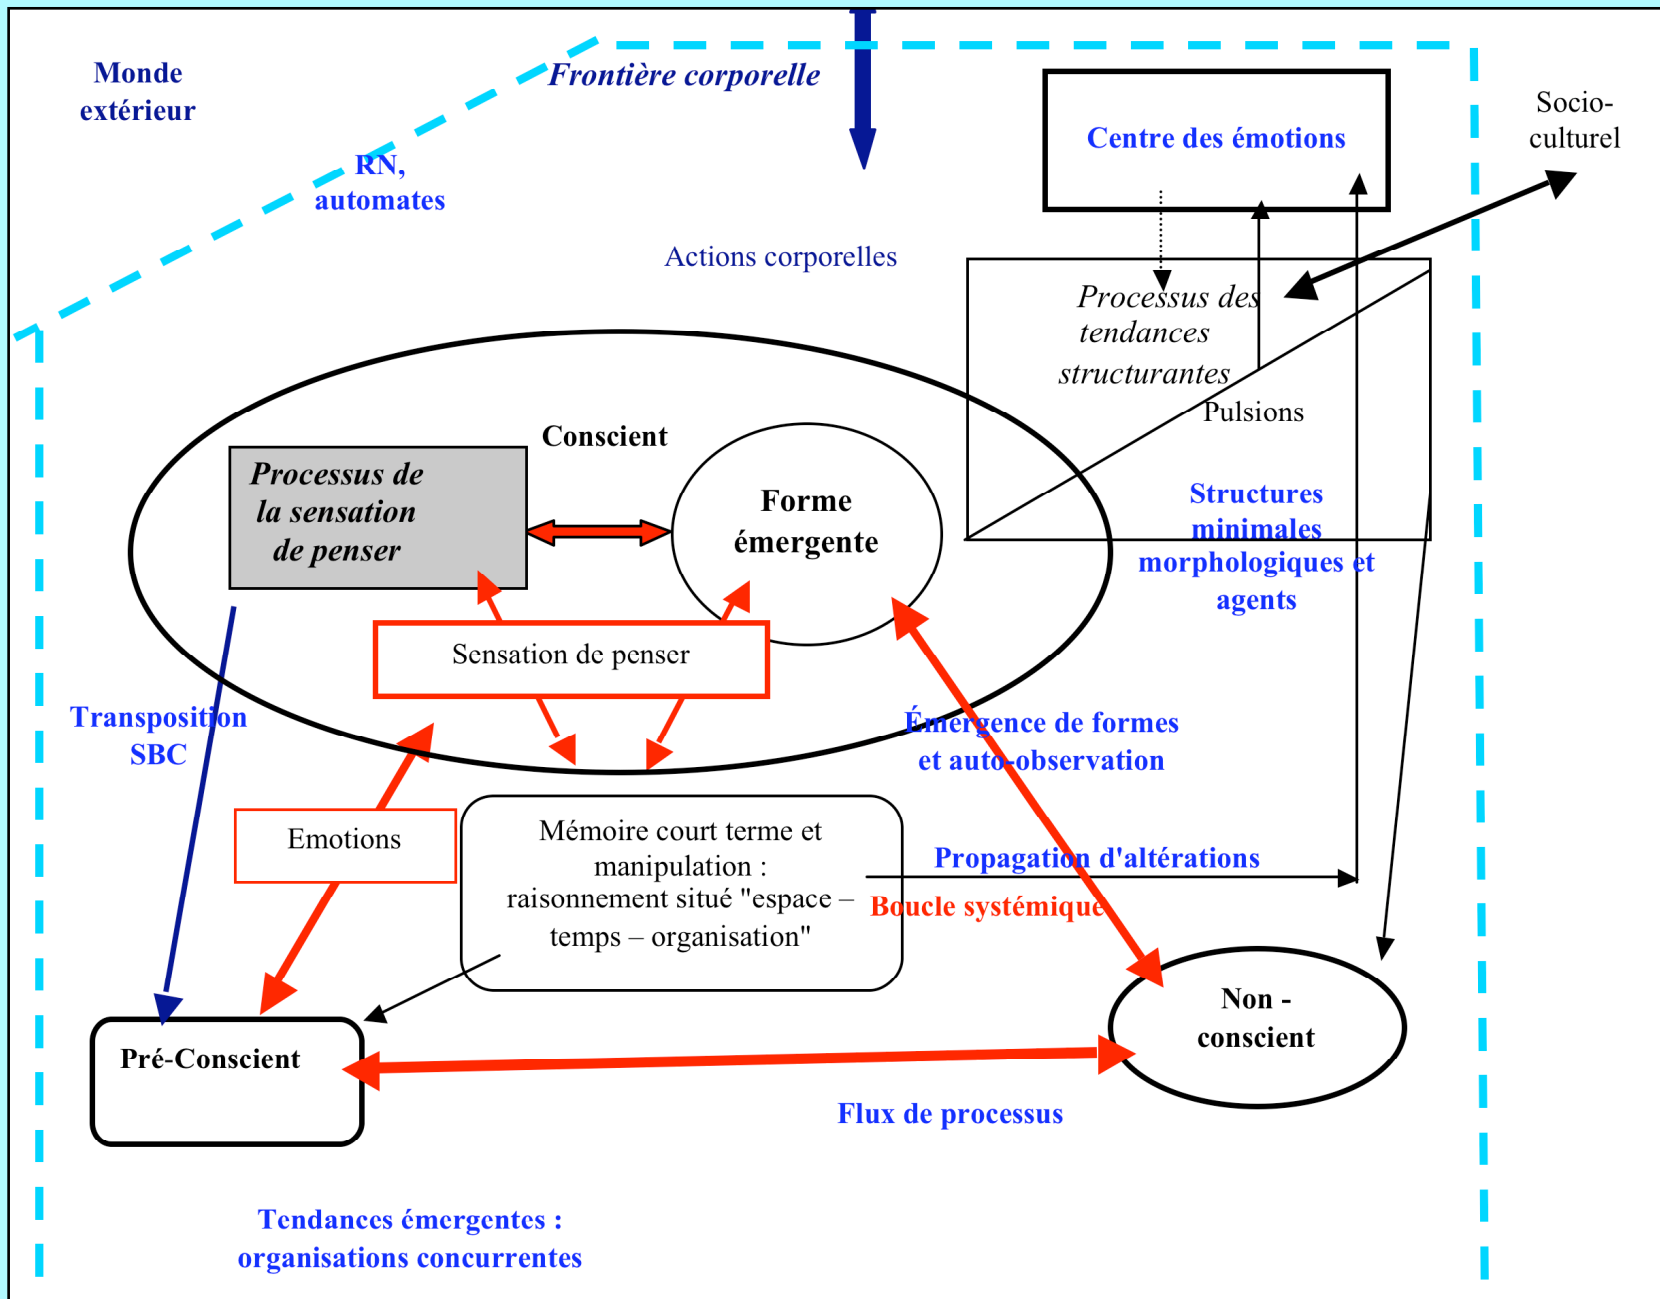 Monde
extérieur
Frontière corporelle
RN,
automates
Centre des émotions
Socio-
culturel
Actions corporelles
Processus des
tendances
structurantes
Pulsions
Conscient
Processus de
la sensation
de penser
Forme
émergente
Structures
minimales
morphologiques et
agents
Sensation de penser
Transposition
SBC
Émergence de formes
et auto-observation
Emotions
Mémoire court terme et
manipulation :
raisonnement situé "espace –
temps – organisation"
Propagation d'altérations
Boucle systémique
Non -
conscient
Pré-Conscient
Flux de processus
Tendances émergentes :
organisations concurrentes